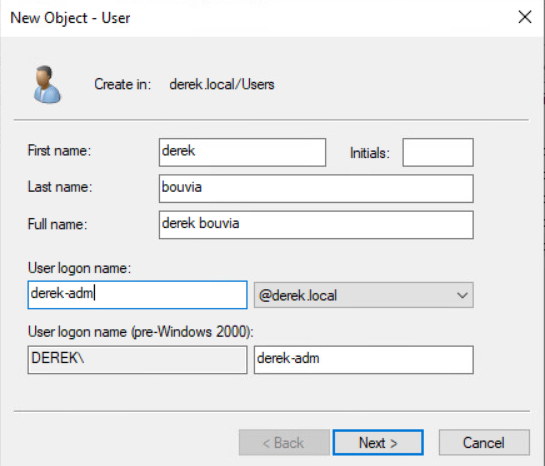 New Object - User
Create in: derek.local/Users
First name: derek Initials:
Last name: bouvia
Full name: derek bouvia
User logon name:
derek-adm @derek.local
User logon name (pre-Windows 2000):
DEREK\ derek-adm
< Back Next > Cancel